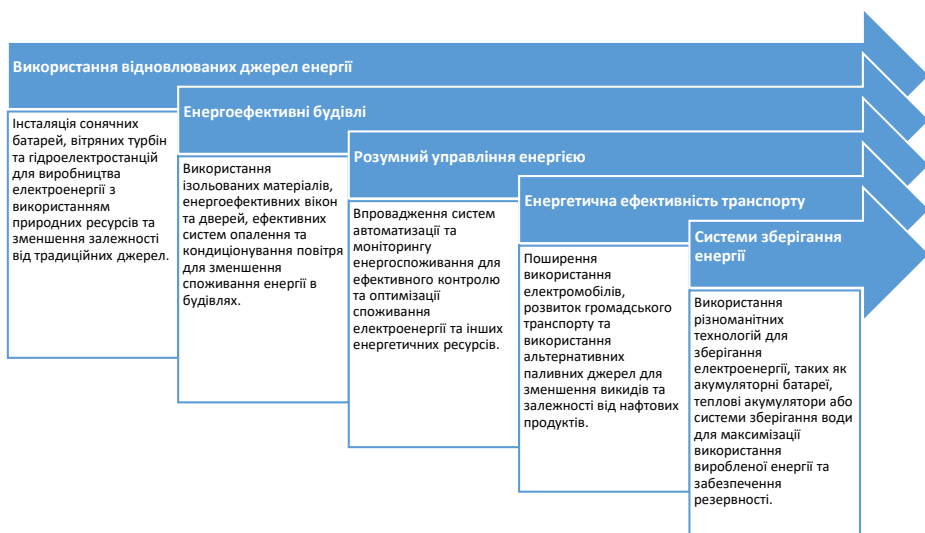 Використання відновлюваних джерел енергії
Інсталяція сонячних
батарей, вітряних турбін
та гідроелектростанцій
для виробництва
електроенергії з
використанням
природних ресурсів та
зменшення залежності
від традиційних джерел.
Енергоефективні будівлі
Використання
ізольованих матеріалів,
енергоефективних вікон
та дверей, ефективних
систем опалення та
кондиціонування повітря
для зменшення
споживання енергії в
будівлях.
Розумний управління енергією
Впровадження систем
автоматизації та
моніторингу
енергоспоживання для
ефективного контролю
та оптимізації
споживання
електроенергії та інших
енергетичних ресурсів.
Енергетична ефективність транспорту
Поширення
використання
електромобілів,
розвиток громадського
транспорту та
використання
альтернативних
паливних джерел для
зменшення викидів та
залежності від нафтових
продуктів.
Системи зберігання
енергії
Використання
різноманітних
технологій для
зберігання
електроенергії, таких як
акумуляторні батареї,
теплові акумулятори або
системи зберігання води
для максимізації
використання
виробленої енергії та
забезпечення
резервності.